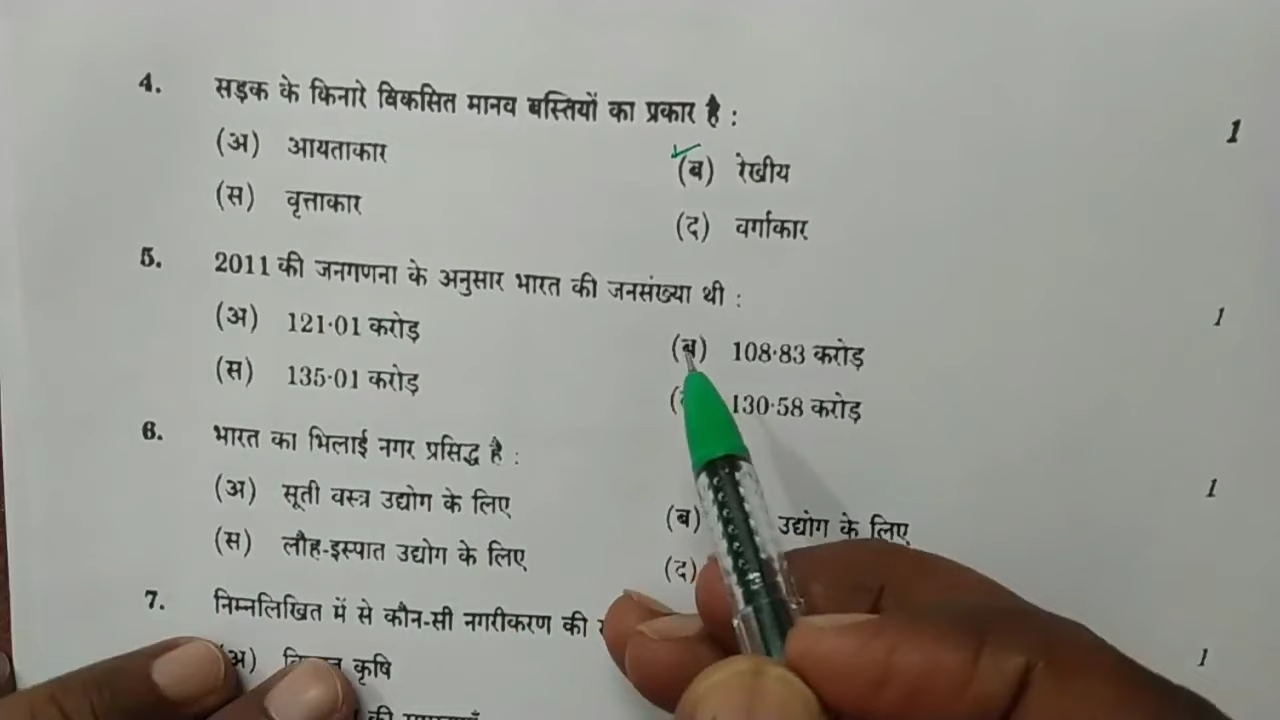 4. सड़क के किनारे विकसित मानव बस्तियों का प्रकार है : 1
(अ) आयताकार (ब) रेखीय
(स) वृत्ताकार (द) वर्गाकार
5. 2011 की जनगणना के अनुसार भारत की जनसंख्या थी : 1
(अ) 121·01 करोड़ (ब) 108·83 करोड़
(स) 135·01 करोड़ 130·58 करोड़
6. भारत का भिलाई नगर प्रसिद्ध है : 1
(अ) सूती वस्त्र उद्योग के लिए (ब) उद्योग के लिए
(स) लौह-इस्पात उद्योग के लिए (द)
7. निम्नलिखित में से कौन-सी नगरीकरण की 1
(अ) कृषि
की